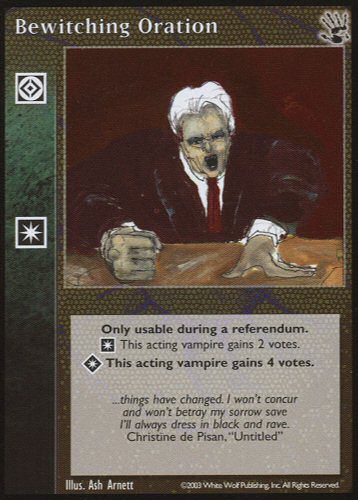 Bewitching Oration
Only usable during a referendum.
This acting vampire gains 2 votes.
This acting vampire gains 4 votes.
...things have changed. I won't concur
and won't betray my sorrow save
I'll always dress in black and rave.
Christine de Pisan, "Untitled"
Illus. Ash Arnett
©2003 White Wolf Publishing, Inc. All Rights Reserved.